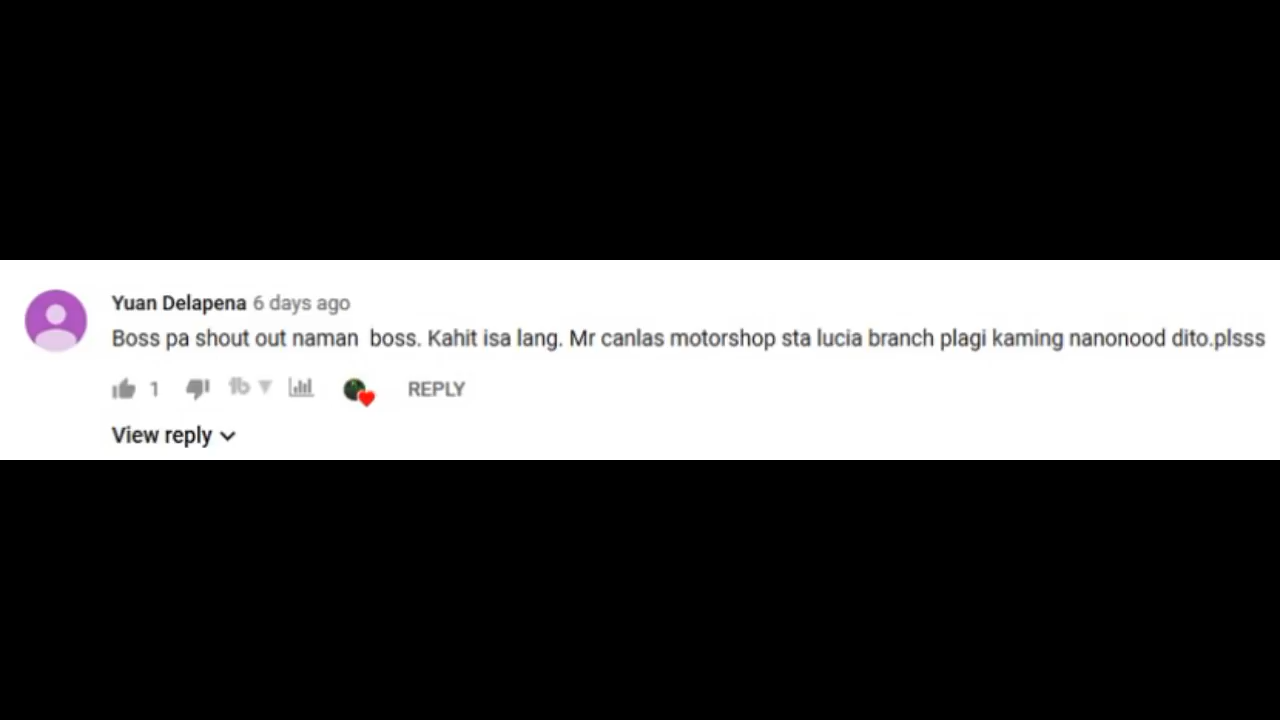 Yuan Delapena 6 days ago
Boss pa shout out naman  boss. Kahit isa lang. Mr canlas motorshop sta lucia branch plagi kaming nanonood dito.plsss
1 tb REPLY
View reply